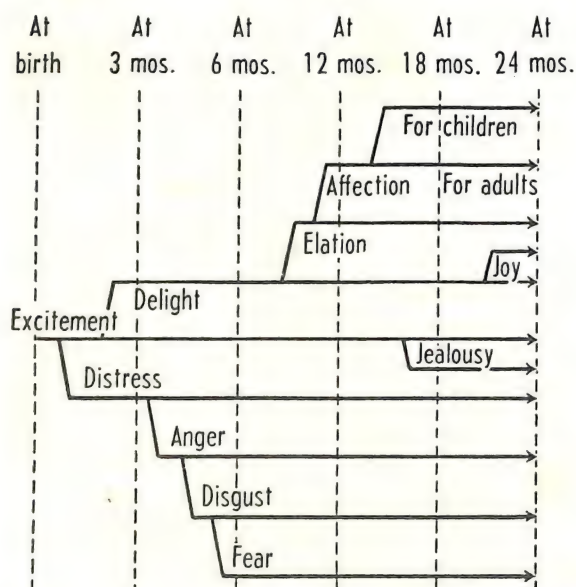 At At At At At At
birth 3 mos. 6 mos. 12 mos. 18 mos. 24 mos.
For children
Affection For adults
Elation
Joy
Delight
Excitement
Jealousy
Distress
Anger
Disgust
Fear